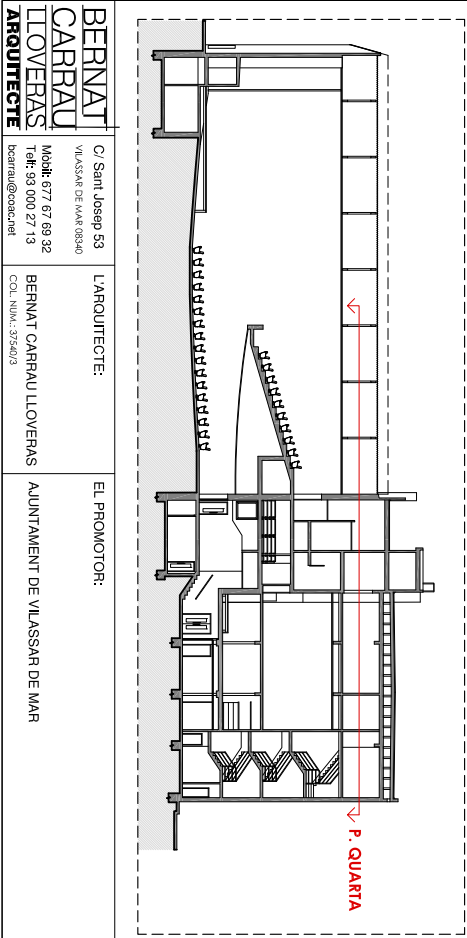 P. QUARTA
BERNAT
CARRAU
LLOVERAS
ARQUITECTE
C/ Sant Josep 53
VILASSAR DE MAR 08340
Mòbil: 677 67 69 32
Telf: 93 000 27 13
bcarrau@coac.net
L'ARQUITECTE:
BERNAT CARRAU LLOVERAS
COL. NUM.: 37540/3
EL PROMOTOR:
AJUNTAMENT DE VILASSAR DE MAR